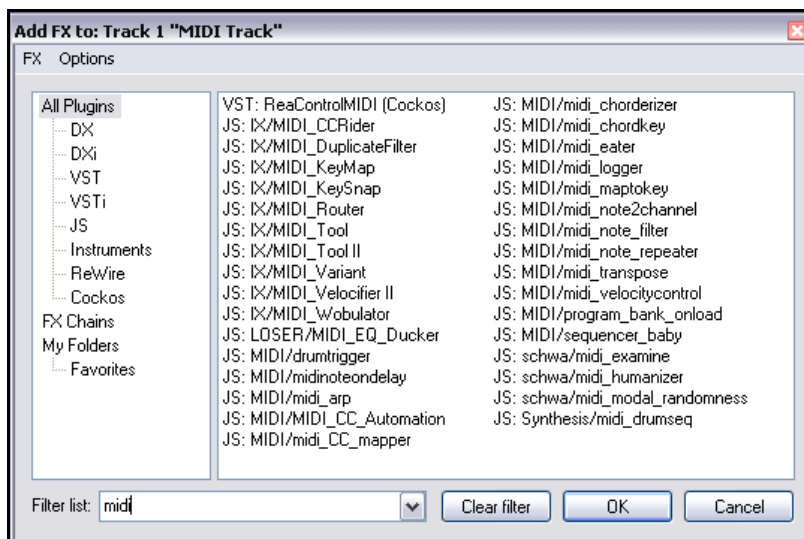 Add FX to: Track 1 "MIDI Track"
FX Options
All Plugins
DX
DXi
VST
VSTi
JS
Instruments
ReWire
Cockos
FX Chains
My Folders
Favorites
VST: ReaControlMIDI (Cockos)
JS: IX/MIDI_CCRider
JS: IX/MIDI_DuplicateFilter
JS: IX/MIDI_KeyMap
JS: IX/MIDI_KeySnap
JS: IX/MIDI_Router
JS: IX/MIDI_Tool
JS: IX/MIDI_Tool II
JS: IX/MIDI_Variant
JS: IX/MIDI_Velocifier II
JS: IX/MIDI_Wobulator
JS: LOSER/MIDI_EQ_Ducker
JS: MIDI/drumtrigger
JS: MIDI/midinoteondelay
JS: MIDI/midi_arp
JS: MIDI/MIDI_CC_Automation
JS: MIDI/midi_CC_mapper
JS: MIDI/midi_chorderizer
JS: MIDI/midi_chordkey
JS: MIDI/midi_eater
JS: MIDI/midi_logger
JS: MIDI/midi_maptokey
JS: MIDI/midi_note2channel
JS: MIDI/midi_note_filter
JS: MIDI/midi_note_repeater
JS: MIDI/midi_transpose
JS: MIDI/midi_velocitycontrol
JS: MIDI/program_bank_onload
JS: MIDI/sequencer_baby
JS: schwa/midi_examine
JS: schwa/midi_humanizer
JS: schwa/midi_modal_randomness
JS: Synthesis/midi_drumseq
Filter list: midi Clear filter OK Cancel